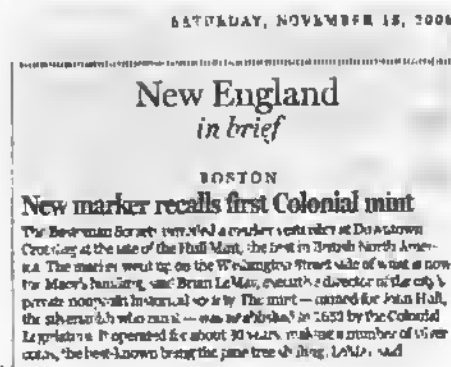 SATURDAY, NOVEMBER 15, 2008
New England
in brief
BOSTON
New marker recalls first Colonial mint
The Bostonian Society unveiled a marker yesterday at Downtown
Crossing at the site of the Hull Mint, the first in British North Amer-
ica. The marker went up on the Washington Street side of what is now
the Macy's building, said Brian LeMay, executive director of the city's
private nonprofit historical society. The mint — named for John Hull,
the silversmith who ran it — was established in 1652 by the Colonial
Legislature. It operated for about 30 years, making a number of silver
coins, the best-known being the pine tree shilling, LeMay said